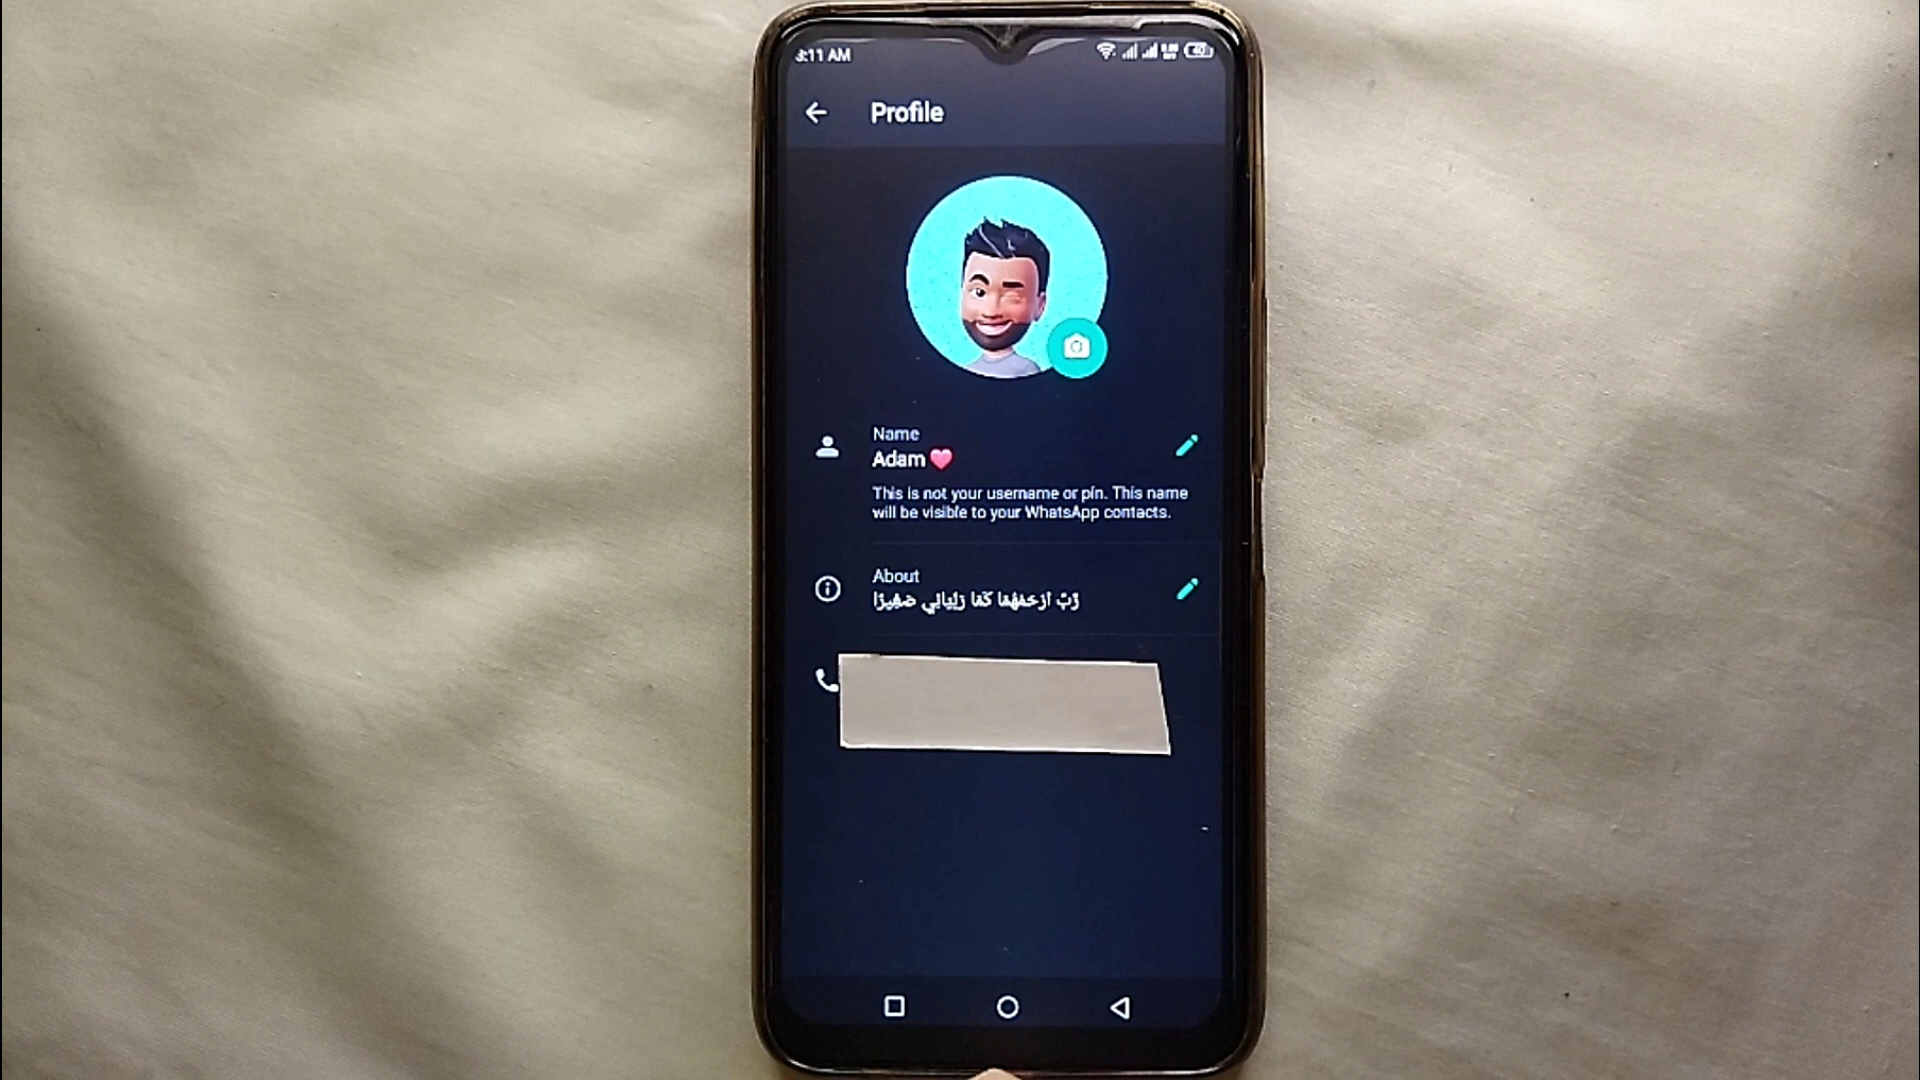 3:11 AM
40
Profile
Name
Adam ❤️
This is not your username or pin. This name
will be visible to your WhatsApp contacts.
About
رَّبِّ ارْحَمْهُمَا كَمَا رَبَّيَانِي صَغِيرًا